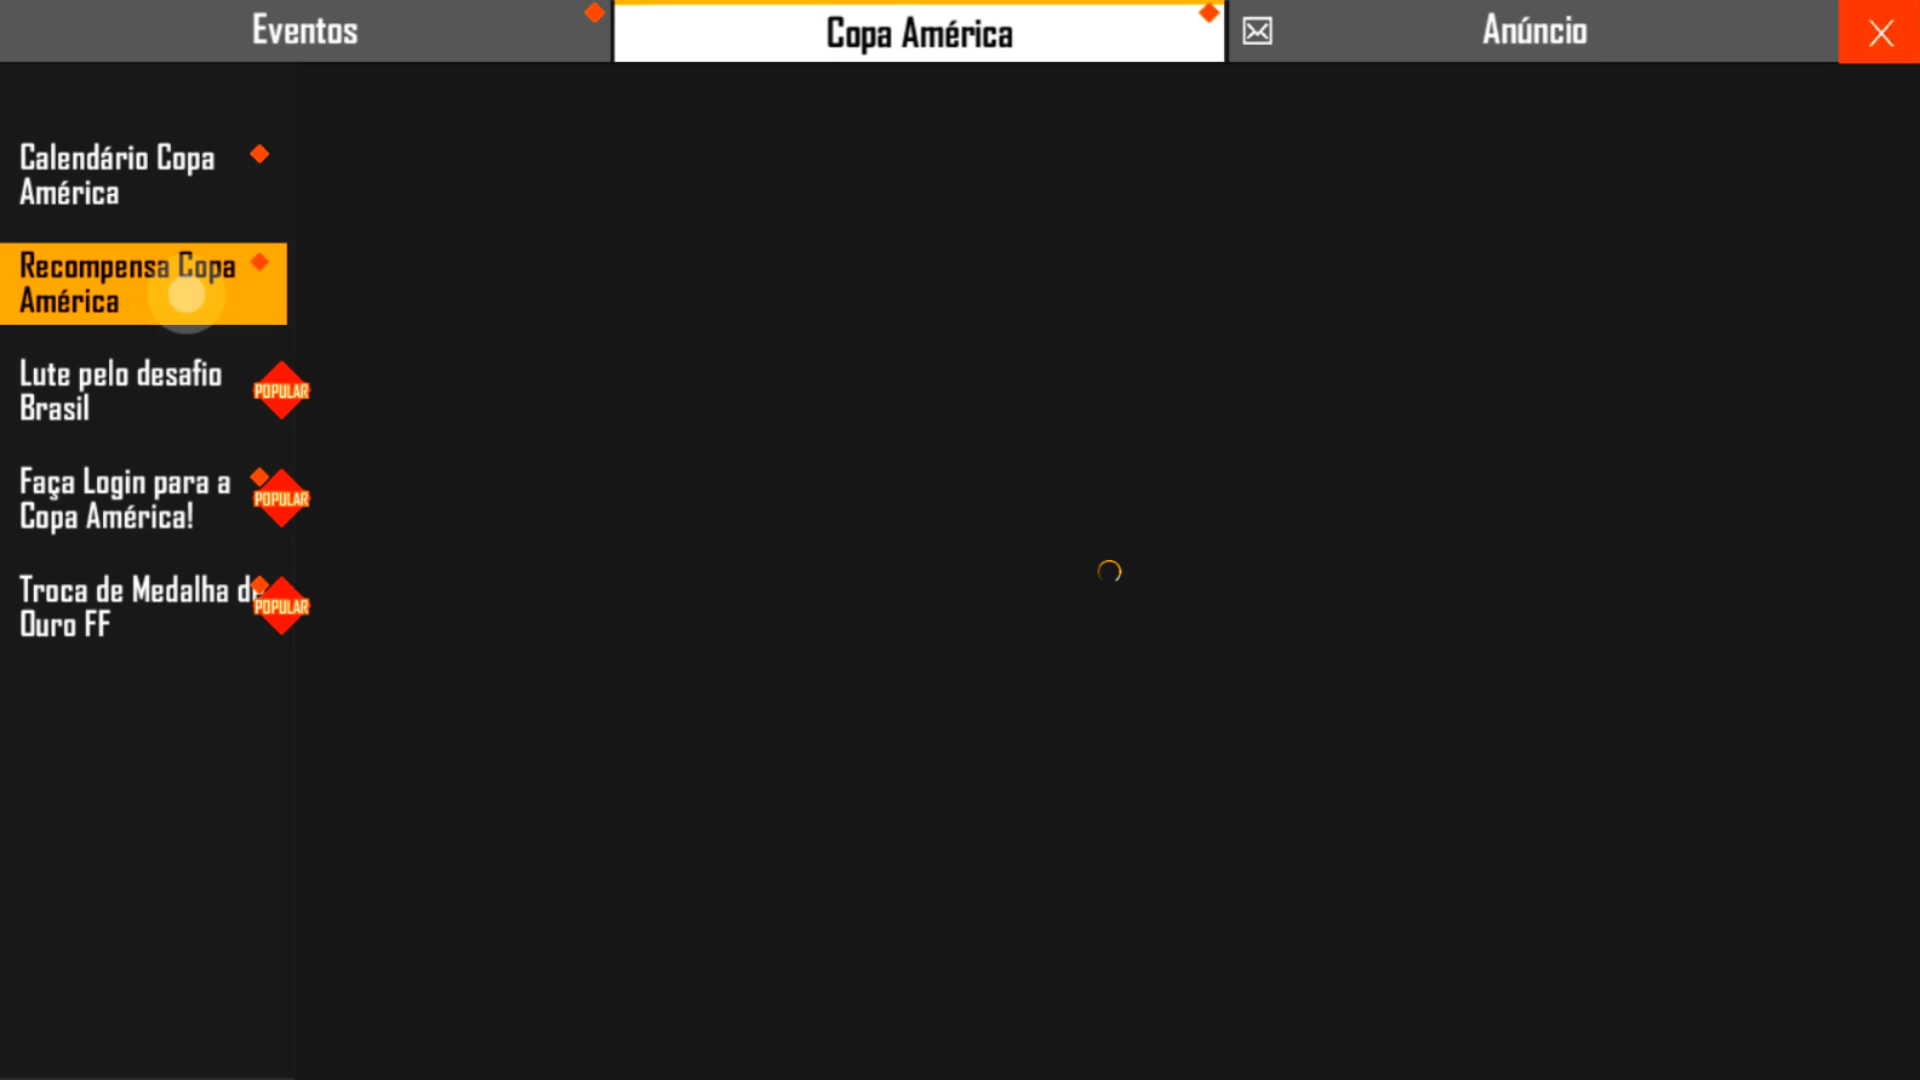 Eventos
Copa América
Anúncio
Calendário Copa
América
Recompensa Copa
América
Lute pelo desafio
Brasil
POPULAR
Faça Login para a
Copa América!
POPULAR
Troca de Medalha de
Ouro FF
POPULAR